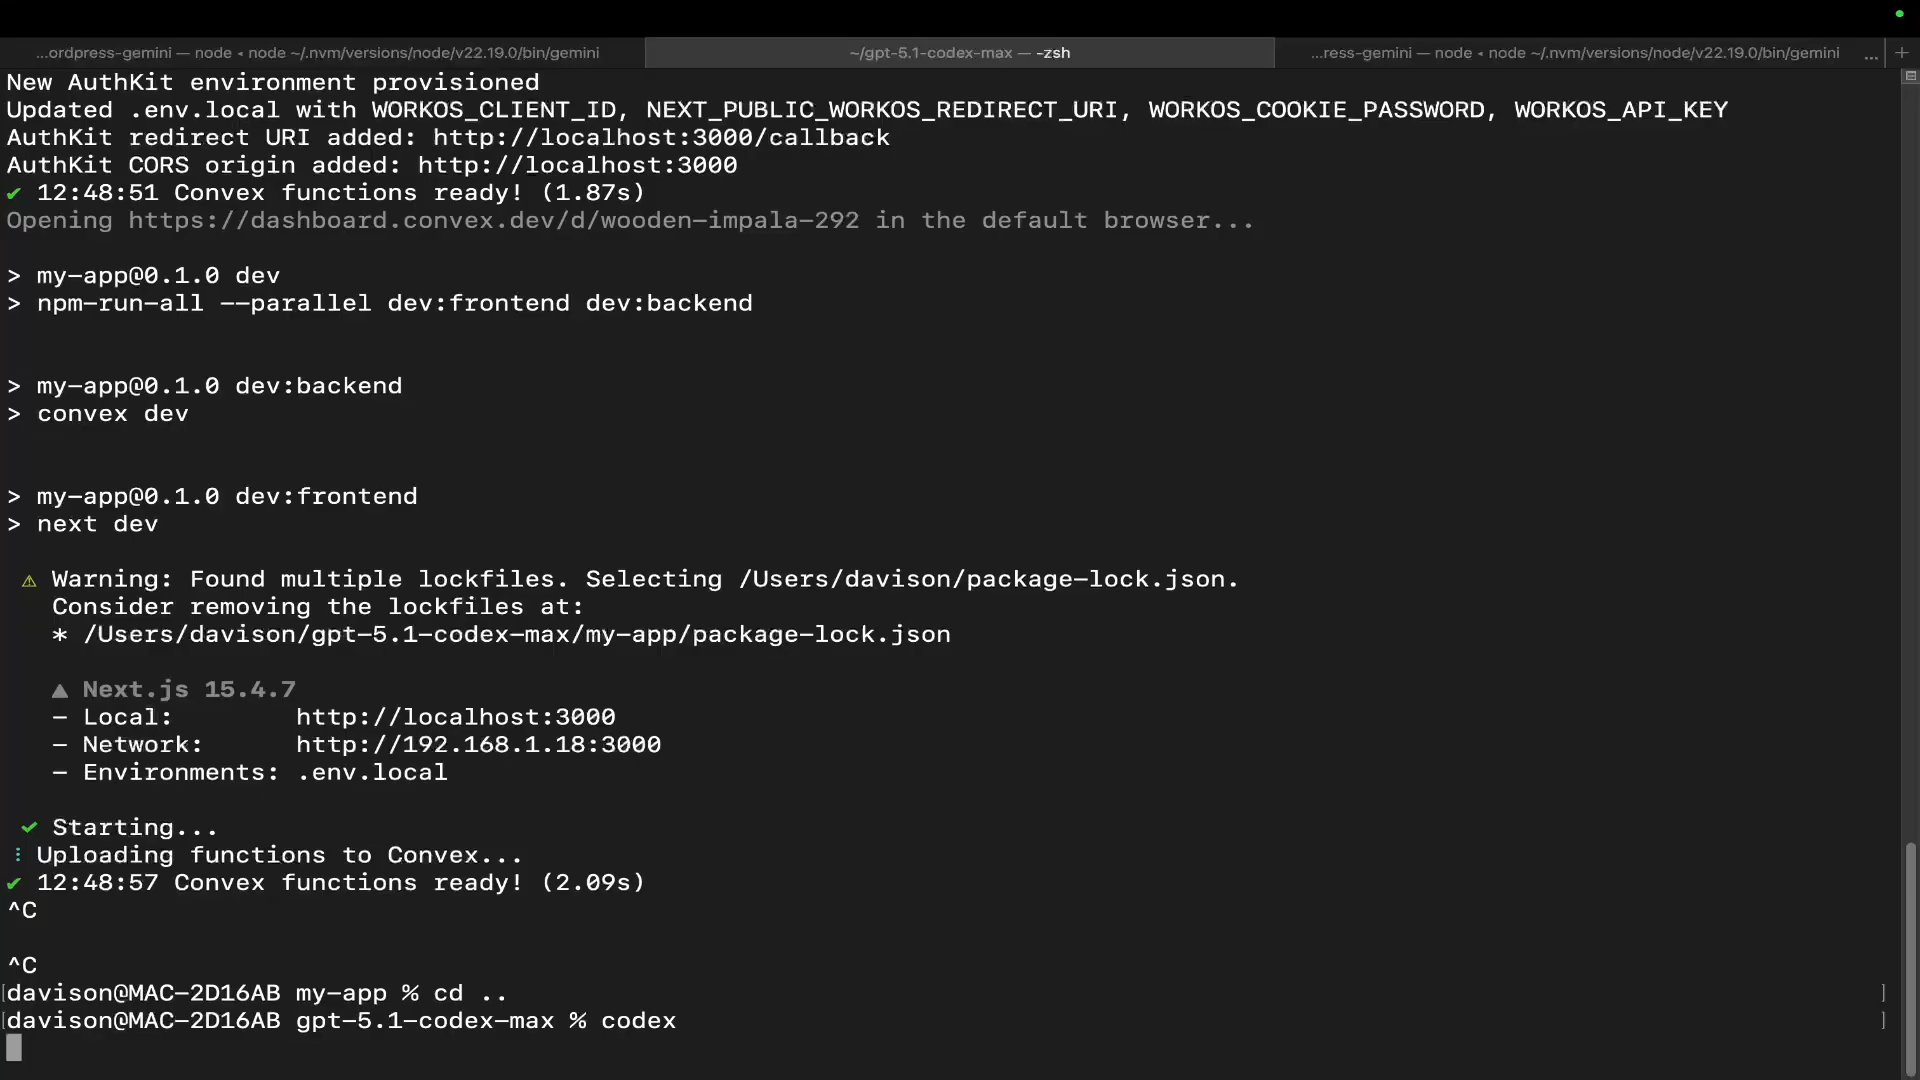 ...ordpress-gemini — node ◂ node ~/.nvm/versions/node/v22.19.0/bin/gemini
~/gpt-5.1-codex-max — -zsh
...ress-gemini — node ◂ node ~/.nvm/versions/node/v22.19.0/bin/gemini ...
New AuthKit environment provisioned
Updated .env.local with WORKOS_CLIENT_ID, NEXT_PUBLIC_WORKOS_REDIRECT_URI, WORKOS_COOKIE_PASSWORD, WORKOS_API_KEY
AuthKit redirect URI added: http://localhost:3000/callback
AuthKit CORS origin added: http://localhost:3000
✔ 12:48:51 Convex functions ready! (1.87s)
Opening https://dashboard.convex.dev/d/wooden-impala-292 in the default browser...
> my-app@0.1.0 dev
> npm-run-all --parallel dev:frontend dev:backend
> my-app@0.1.0 dev:backend
> convex dev
> my-app@0.1.0 dev:frontend
> next dev
⚠ Warning: Found multiple lockfiles. Selecting /Users/davison/package-lock.json.
Consider removing the lockfiles at:
* /Users/davison/gpt-5.1-codex-max/my-app/package-lock.json
▲ Next.js 15.4.7
- Local: http://localhost:3000
- Network: http://192.168.1.18:3000
- Environments: .env.local
✓ Starting...
Uploading functions to Convex...
✔ 12:48:57 Convex functions ready! (2.09s)
^C
^C
[davison@MAC-2D16AB my-app % cd .. ]
[davison@MAC-2D16AB gpt-5.1-codex-max % codex ]